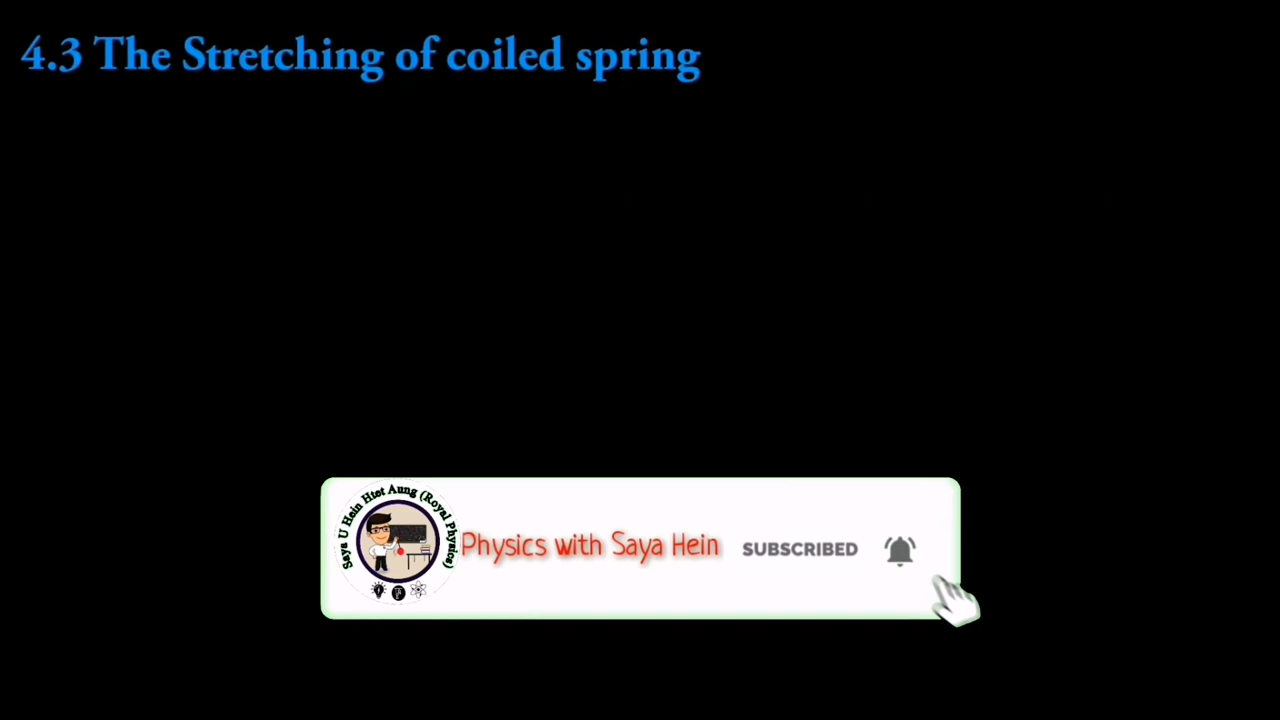 4.3 The Stretching of coiled spring
Saya U Hein Htet Aung (Royal Physics)
Physics with Saya Hein
SUBSCRIBED